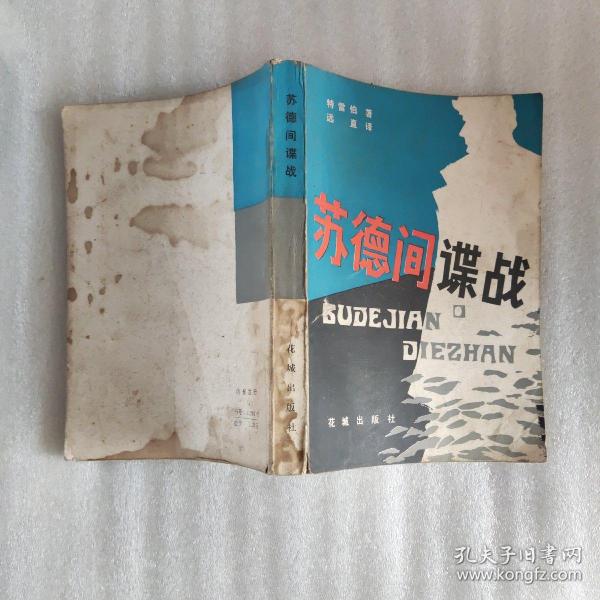 特雷伯 著
远直 译
苏德间谍战
SUDEJIAN
DIEZHAN
花城出版社
苏德间谍战
花城出版社
孔夫子旧书网
www.kongfz.com